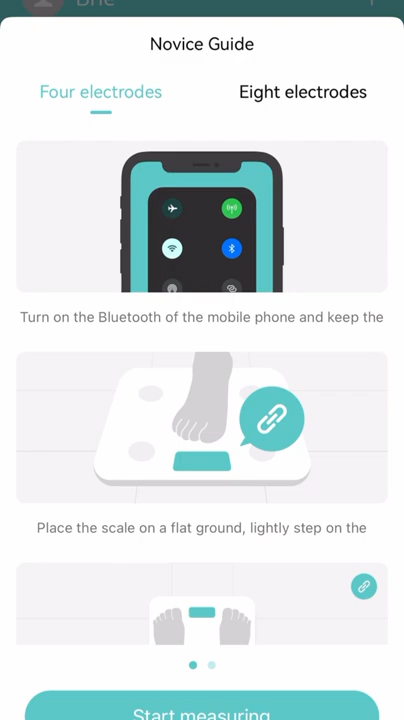 Brie
Novice Guide
Four electrodes
Eight electrodes
Turn on the Bluetooth of the mobile phone and keep the
Place the scale on a flat ground, lightly step on the
Start measuring